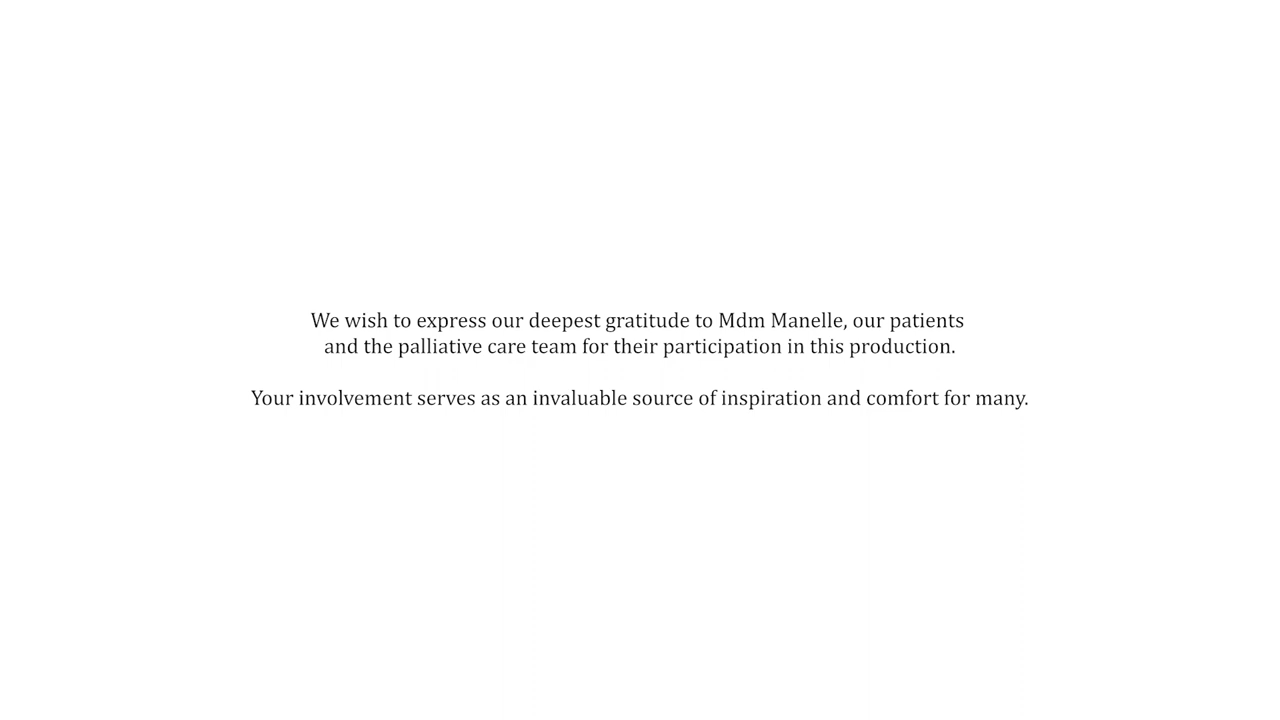 We wish to express our deepest gratitude to Mdm Manelle, our patients
and the palliative care team for their participation in this production.
Your involvement serves as an invaluable source of inspiration and comfort for many.